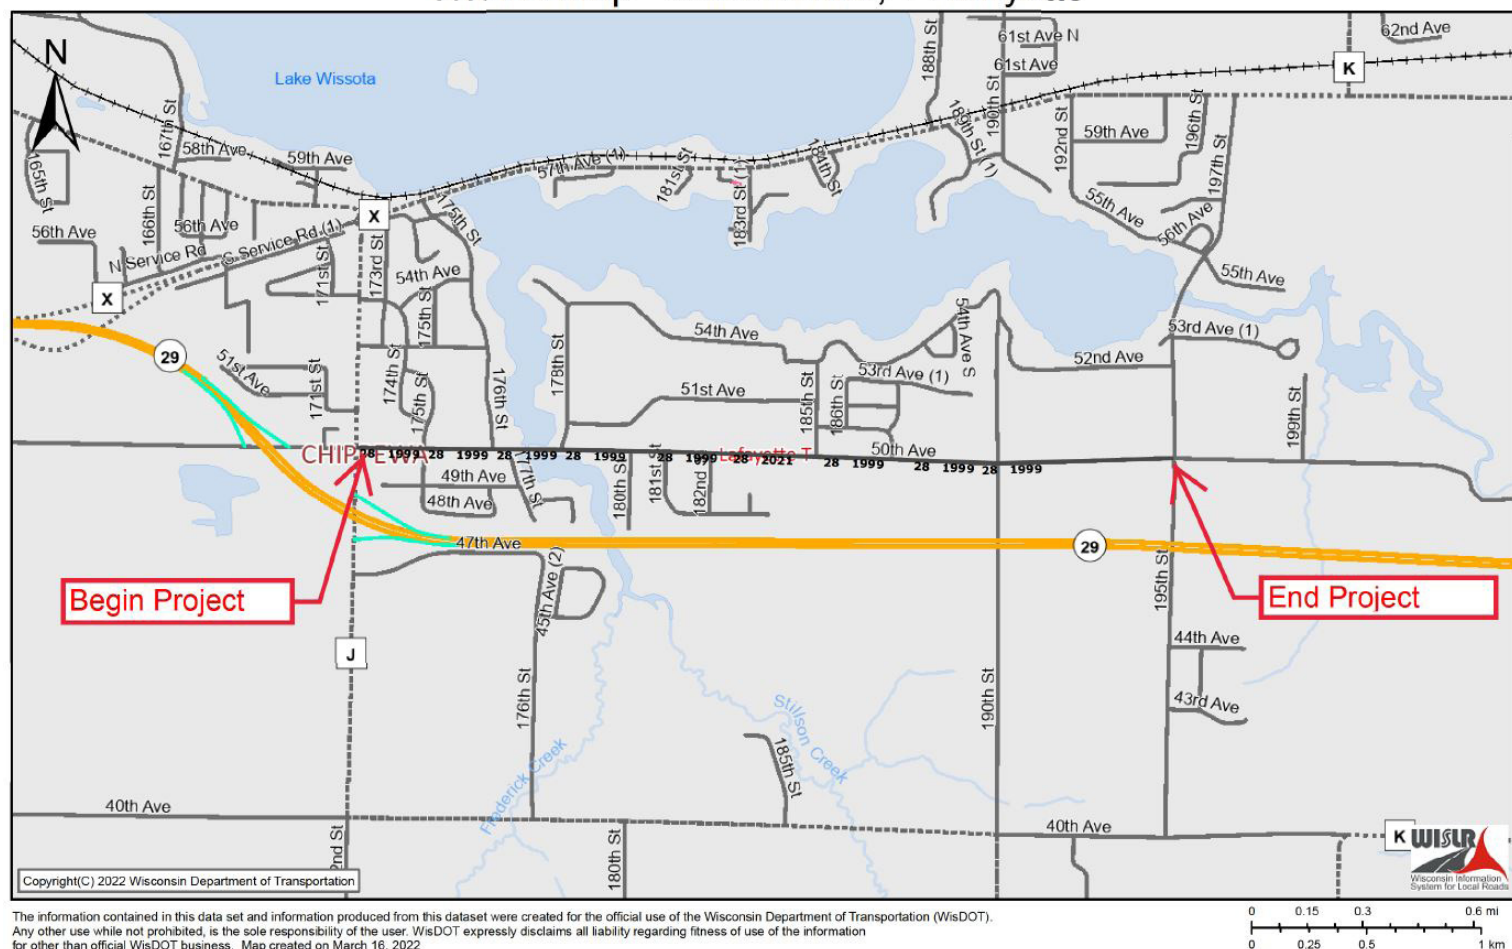 N
Lake Wissota
188th St
61st Ave N
61st Ave
62nd Ave
K
167th St
58th Ave
59th Ave
165th St
166th St
56th Ave
56th Ave
X
N Service Rd
S Service Rd (1)
X
175th St
57th Ave (1)
181st St
183rd St (1)
184th St
189th St (1)
190th St
192nd St
59th Ave
196th St
197th St
55th Ave
56th Ave
55th Ave
171st St
173rd St
54th Ave
175th St
29
51st Ave
171st St
174th St
175th St
176th St
178th St
54th Ave
51st Ave
185th St
186th St
53rd Ave (1)
54th Ave S
53rd Ave (1)
52nd Ave
199th St
50th Ave
CHIPPEWA
Lafayette T
28 1999 28 1999 28 1999 28 1999 28 1999 28 2021 28 1999 28 1999 28 1999
49th Ave
48th Ave
177th St
180th S
181st S
182nd
47th Ave
29
Begin Project
End Project
45th Ave (2)
195th St
J
44th Ave
43rd Ave
176th St
190th St
Stillson Creek
Frederick Creek
185th St
40th Ave
40th Ave
K
2nd St
180th St
WISLR
Wisconsin Information
System for Local Roads
Copyright(C) 2022 Wisconsin Department of Transportation
The information contained in this data set and information produced from this dataset were created for the official use of the Wisconsin Department of Transportation (WisDOT).
Any other use while not prohibited, is the sole responsibility of the user. WisDOT expressly disclaims all liability regarding fitness of use of the information
for other than official WisDOT business. Map created on March 16, 2022
0 0.15 0.3 0.6 mi
0 0.25 0.5 1 km